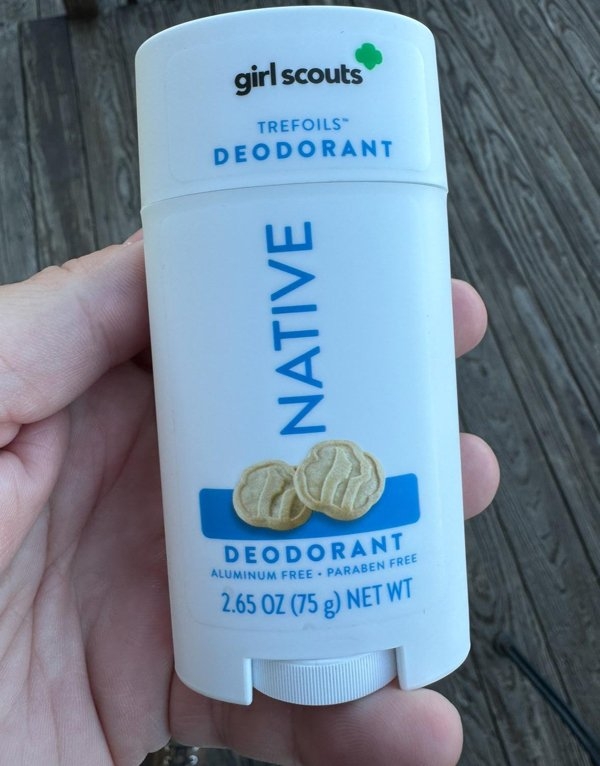 girl scouts
TREFOILS™
DEODORANT
NATIVE
DEODORANT
ALUMINUM FREE • PARABEN FREE
2.65 OZ (75 g) NET WT